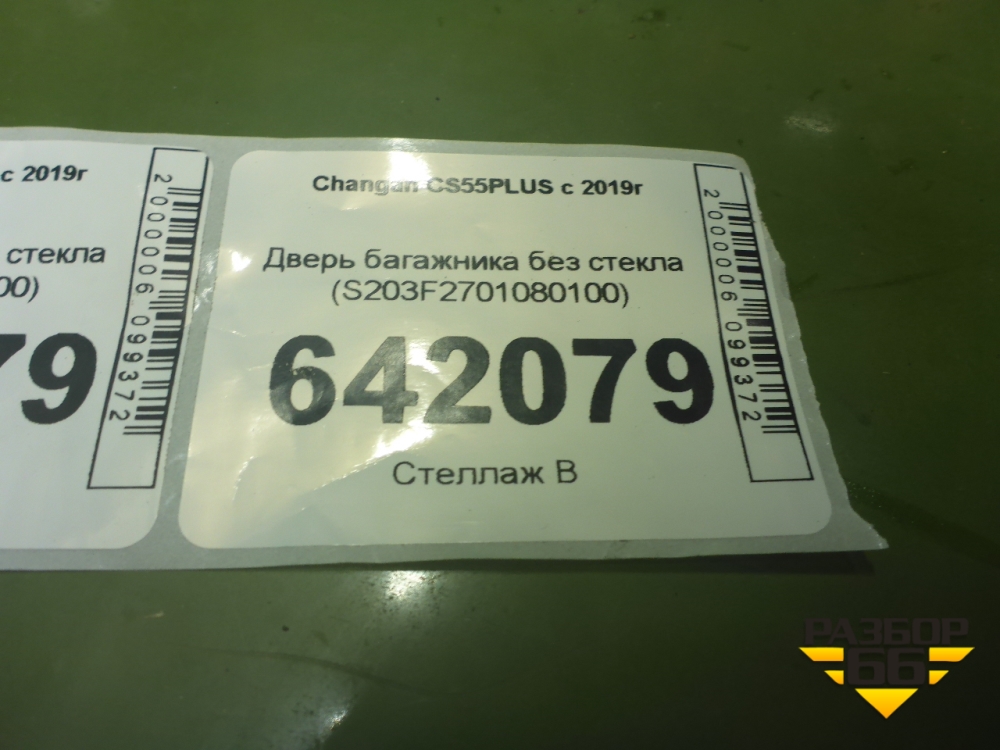 с 2019г
стекла
00)
79
2000006099372
Changan CS55PLUS с 2019г
Дверь багажника без стекла
(S203F2701080100)
642079
Стеллаж В
2000006099372
РАЗБОР
66